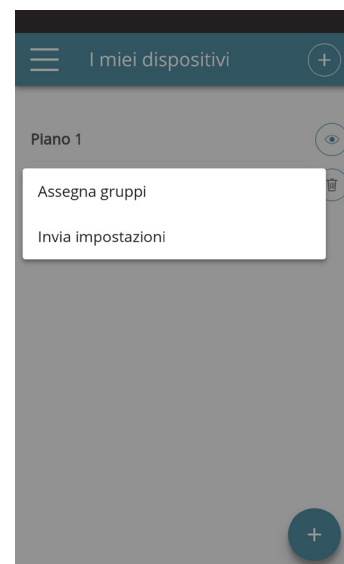 I miei dispositivi
Piano 1
Assegna gruppi
Invia impostazioni